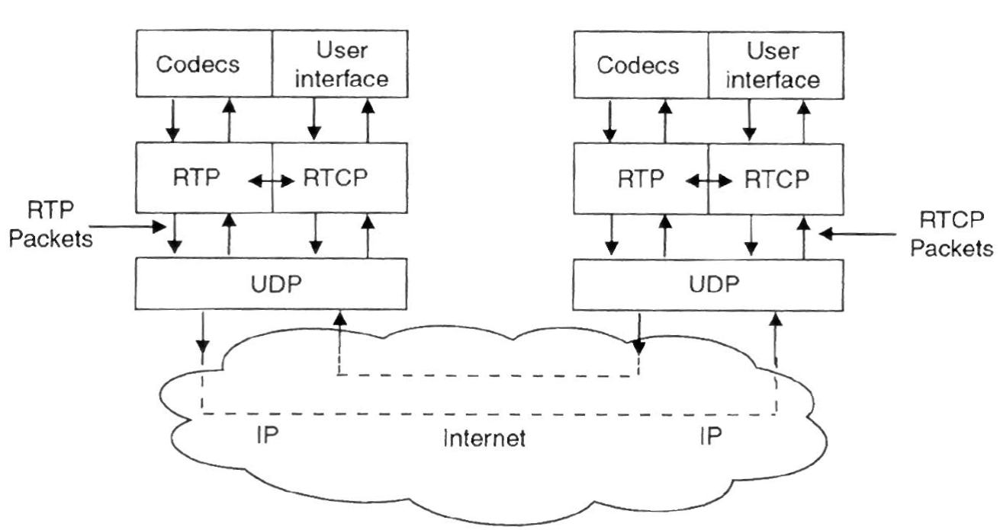 Codecs
User
interface
Codecs
User
interface
RTP
RTCP
RTP
RTCP
RTP
Packets
RTCP
Packets
UDP
UDP
IP
Internet
IP